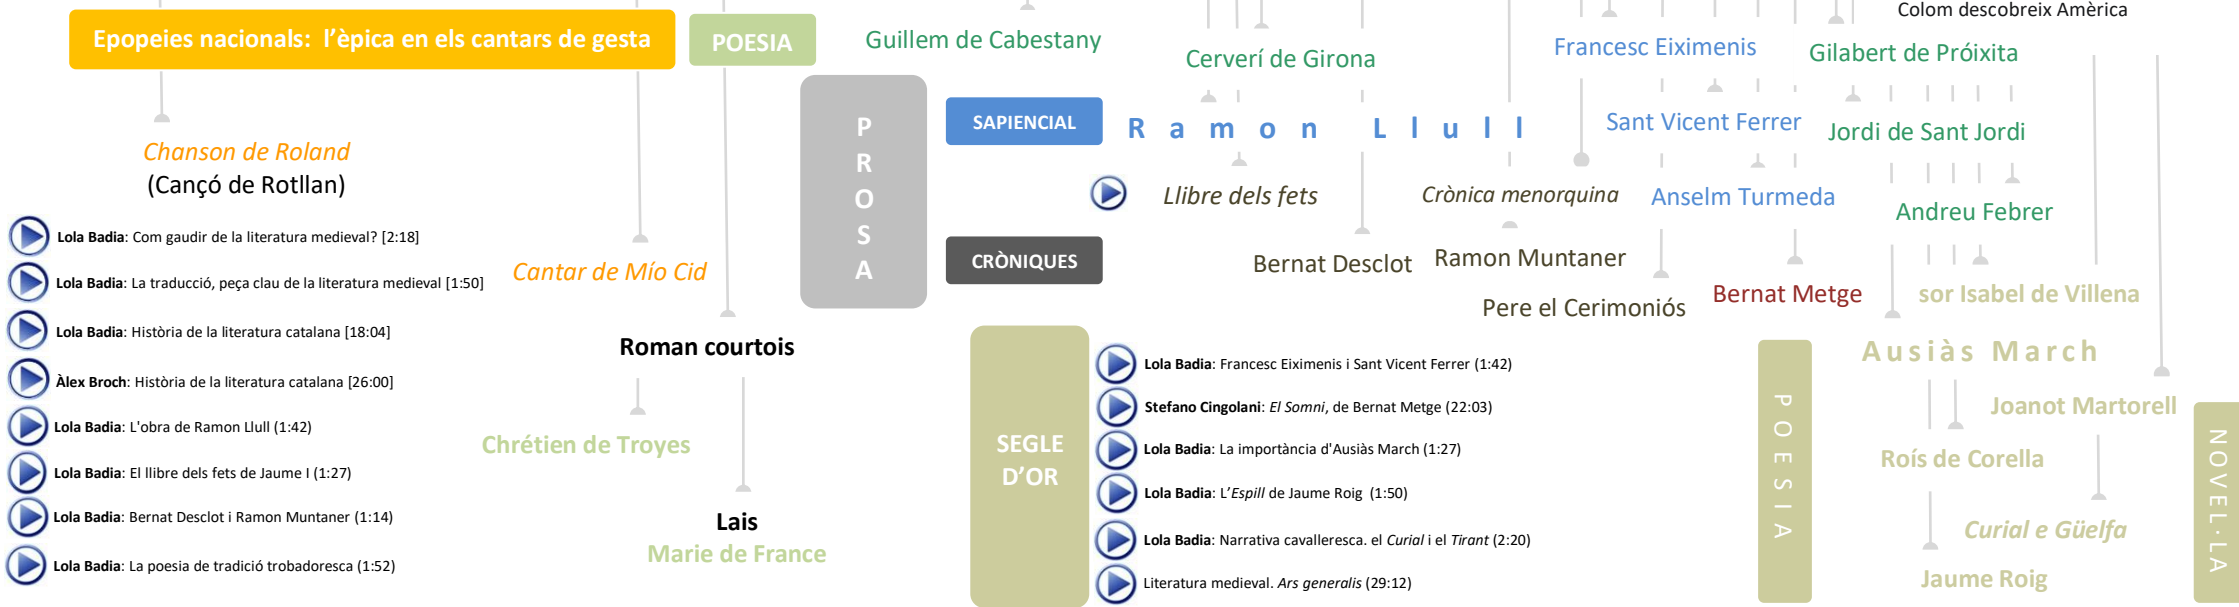 Colom descobreix Amèrica
Epopeies nacionals: l'èpica en els cantars de gesta
POESIA
Guillem de Cabestany
Cerverí de Girona
Francesc Eiximenis
Gilabert de Próixita
PROSA
SAPIENCIAL
Ramon Llull
Sant Vicent Ferrer
Jordi de Sant Jordi
Chanson de Roland
(Cançó de Rotllan)
Llibre dels fets
Crònica menorquina
Anselm Turmeda
Andreu Febrer
Cantar de Mío Cid
CRÒNIQUES
Bernat Desclot
Ramon Muntaner
Pere el Cerimoniós
Bernat Metge
sor Isabel de Villena
Lola Badia: Com gaudir de la literatura medieval? [2:18]
Lola Badia: La traducció, peça clau de la literatura medieval [1:50]
Lola Badia: Història de la literatura catalana [18:04]
Àlex Broch: Història de la literatura catalana [26:00]
Lola Badia: L'obra de Ramon Llull (1:42)
Lola Badia: El llibre dels fets de Jaume I (1:27)
Lola Badia: Bernat Desclot i Ramon Muntaner (1:14)
Lola Badia: La poesia de tradició trobadoresca (1:52)
Roman courtois
Chrétien de Troyes
Lais
Marie de France
SEGLE
D'OR
Lola Badia: Francesc Eiximenis i Sant Vicent Ferrer (1:42)
Stefano Cingolani: El Somni, de Bernat Metge (22:03)
Lola Badia: La importància d'Ausiàs March (1:27)
Lola Badia: L'Espill de Jaume Roig (1:50)
Lola Badia: Narrativa cavalleresca. el Curial i el Tirant (2:20)
Literatura medieval. Ars generalis (29:12)
POESIA
Ausiàs March
Joanot Martorell
Roís de Corella
Curial e Güelfa
Jaume Roig
NOVEL·LA